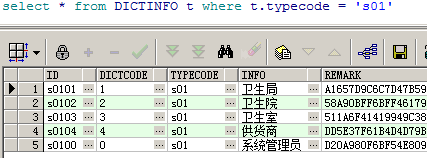 select * from DICTINFO t where t.typecode = 's01'
ID DICTCODE TYPECODE INFO REMARK
1 s0101 1 s01 卫生局 A1657D9C6C7D47B59
2 s0102 2 s01 卫生院 58A90BFF6BFF46179
3 s0103 3 s01 卫生室 511A6F41419949C38
4 s0104 4 s01 供货商 DD5E37F61B4D4D79B
5 s0100 0 s01 系统管理员 D20A980F6BF54E809